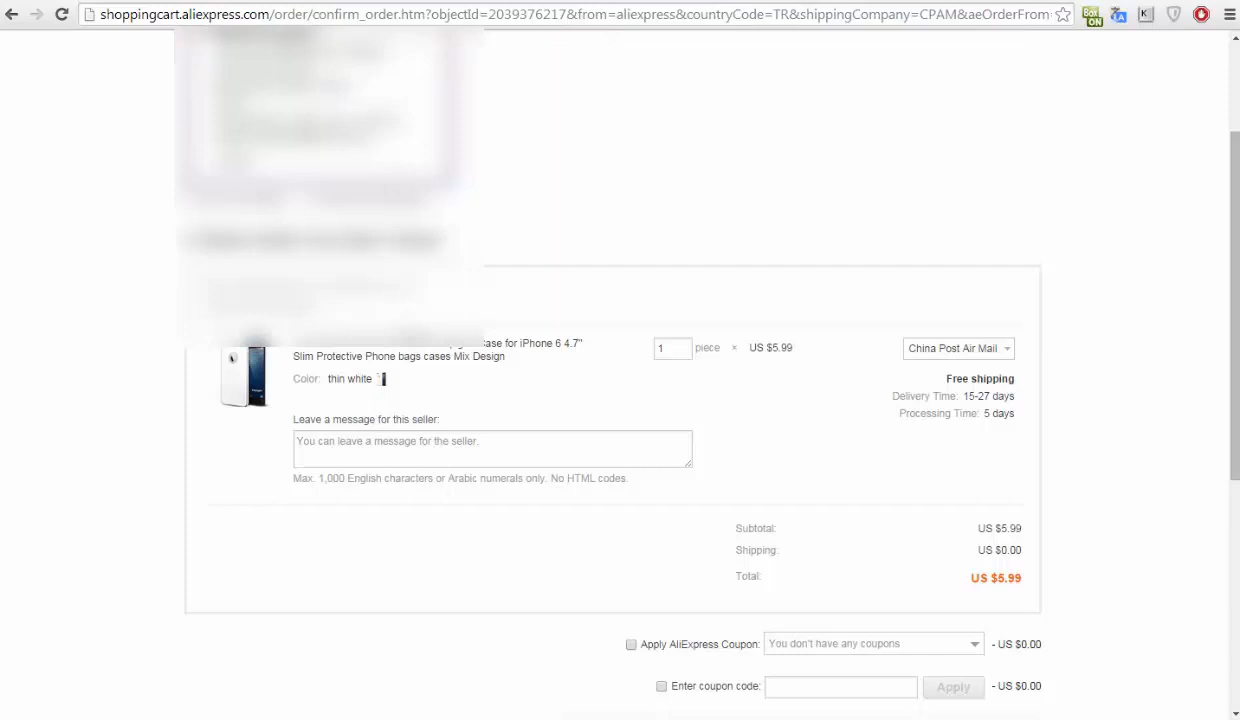 shoppingcart.aliexpress.com/order/confirm_order.htm?objectId=2039376217&from=aliexpress&countryCode=TR&shippingCompany=CPAM&aeOrderFrom=
Box
ON
K
case for iPhone 6 4.7"
Slim Protective Phone bags cases Mix Design
1 piece × US $5.99
China Post Air Mail
Color: thin white
Free shipping
Delivery Time: 15-27 days
Processing Time: 5 days
Leave a message for this seller:
You can leave a message for the seller.
Max. 1,000 English characters or Arabic numerals only. No HTML codes.
Subtotal: US $5.99
Shipping: US $0.00
Total: US $5.99
Apply AliExpress Coupon: You don't have any coupons - US $0.00
Enter coupon code: Apply - US $0.00